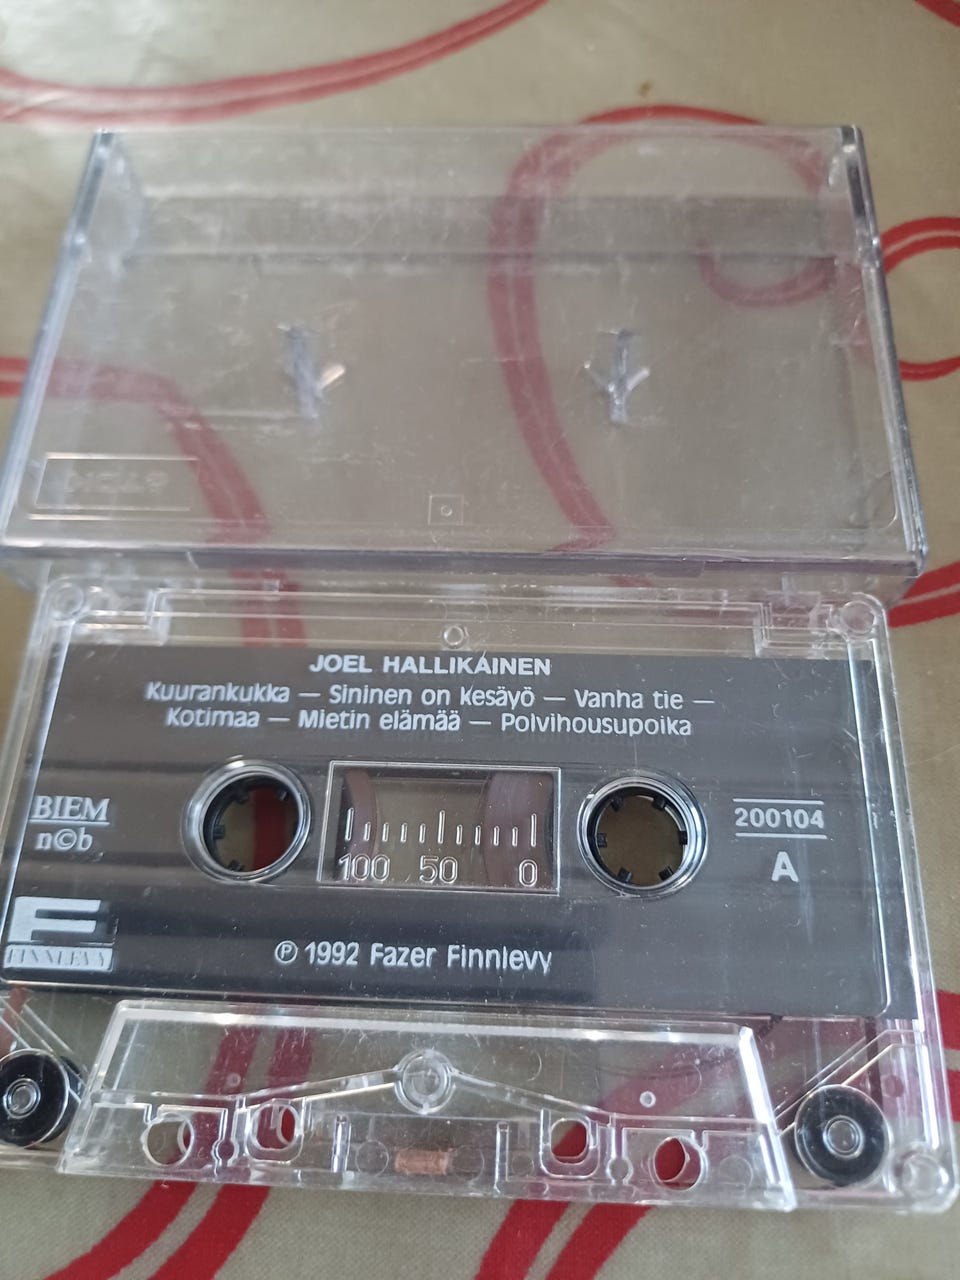 JOEL HALLIKAINEN
Kuurankukka — Sininen on kesäyö — Vanha tie —
Kotimaa — Mietin elämää — Polvihousupoika
BIEM
n©b
100 50 0
200104
A
F
FINNLEVY
℗ 1992 Fazer Finnlevy